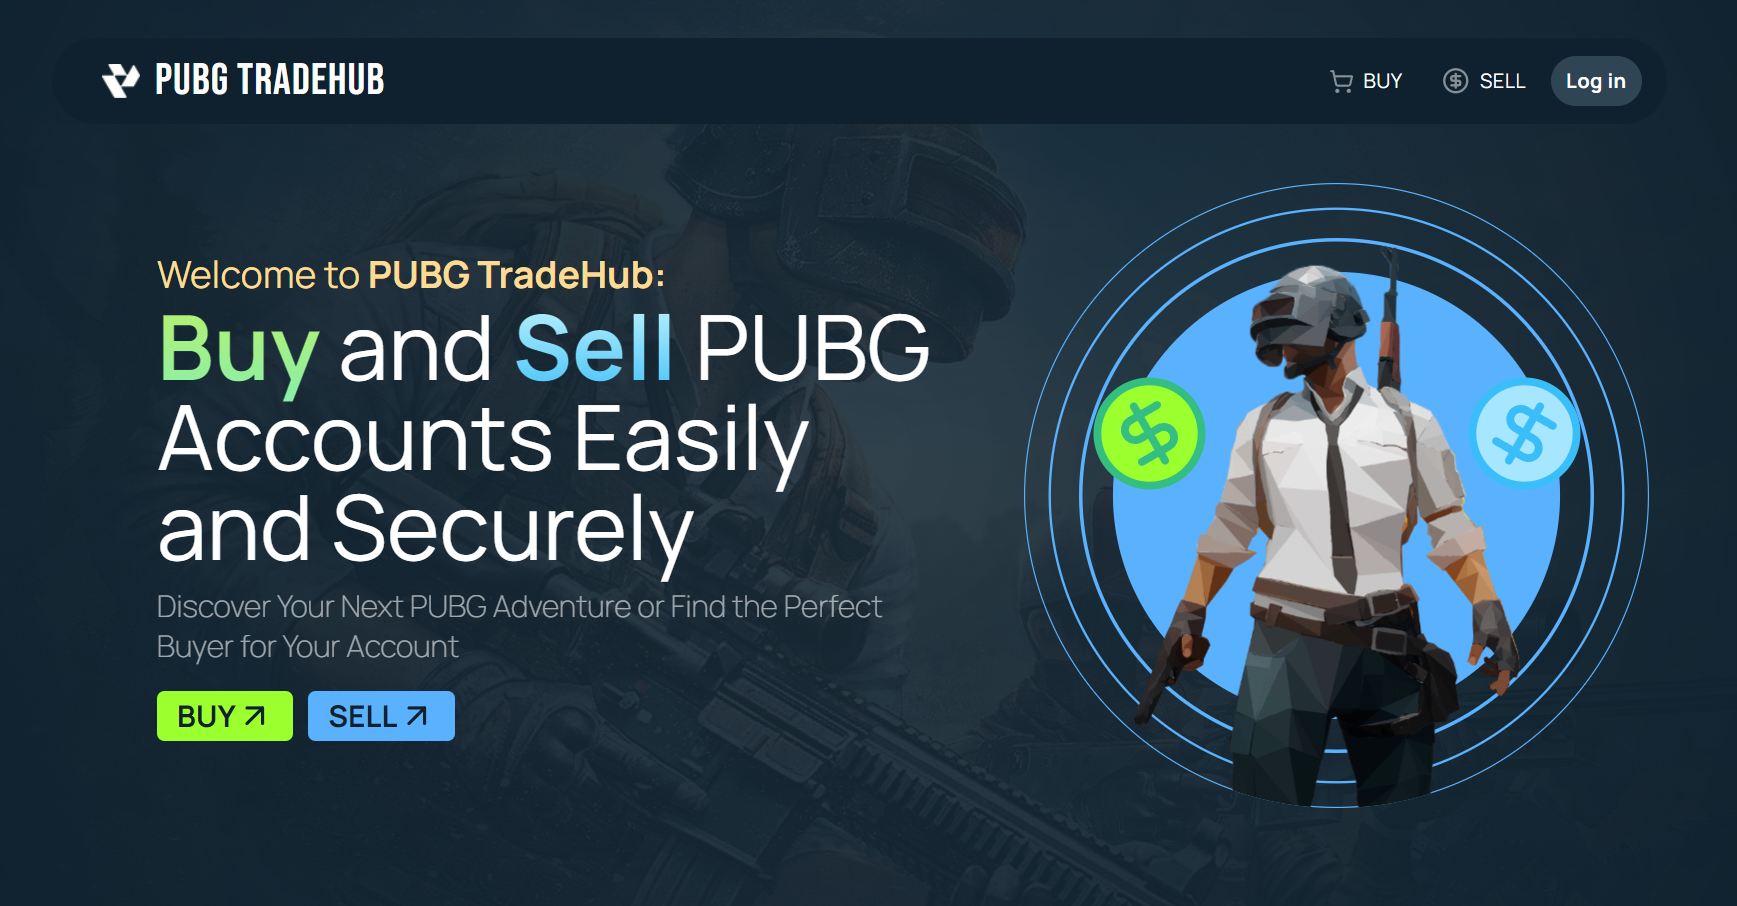 PUBG TRADEHUB
BUY
SELL
Log in
Welcome to PUBG TradeHub:
Buy and Sell PUBG
Accounts Easily
and Securely
Discover Your Next PUBG Adventure or Find the Perfect
Buyer for Your Account
BUY
SELL